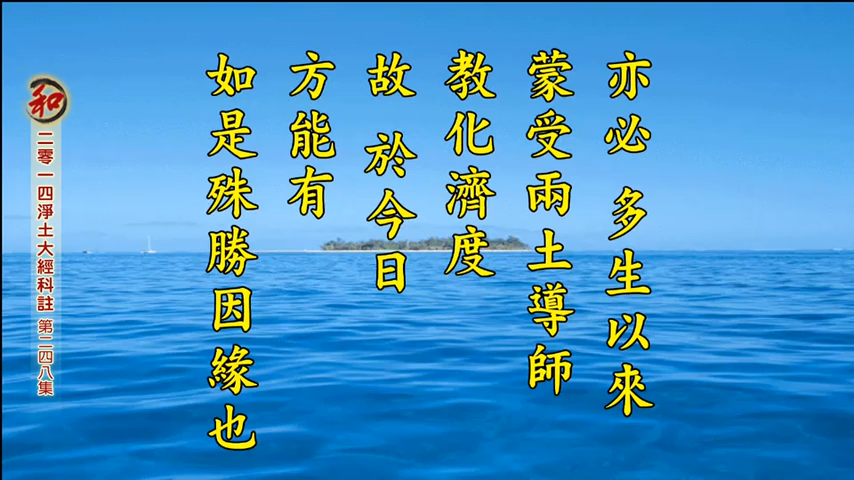 亦必 多生以來
蒙受兩土導師
教化濟度
故 於今日
方能有
如是殊勝因緣也
和
二零一四淨土大經科註 第二四八集